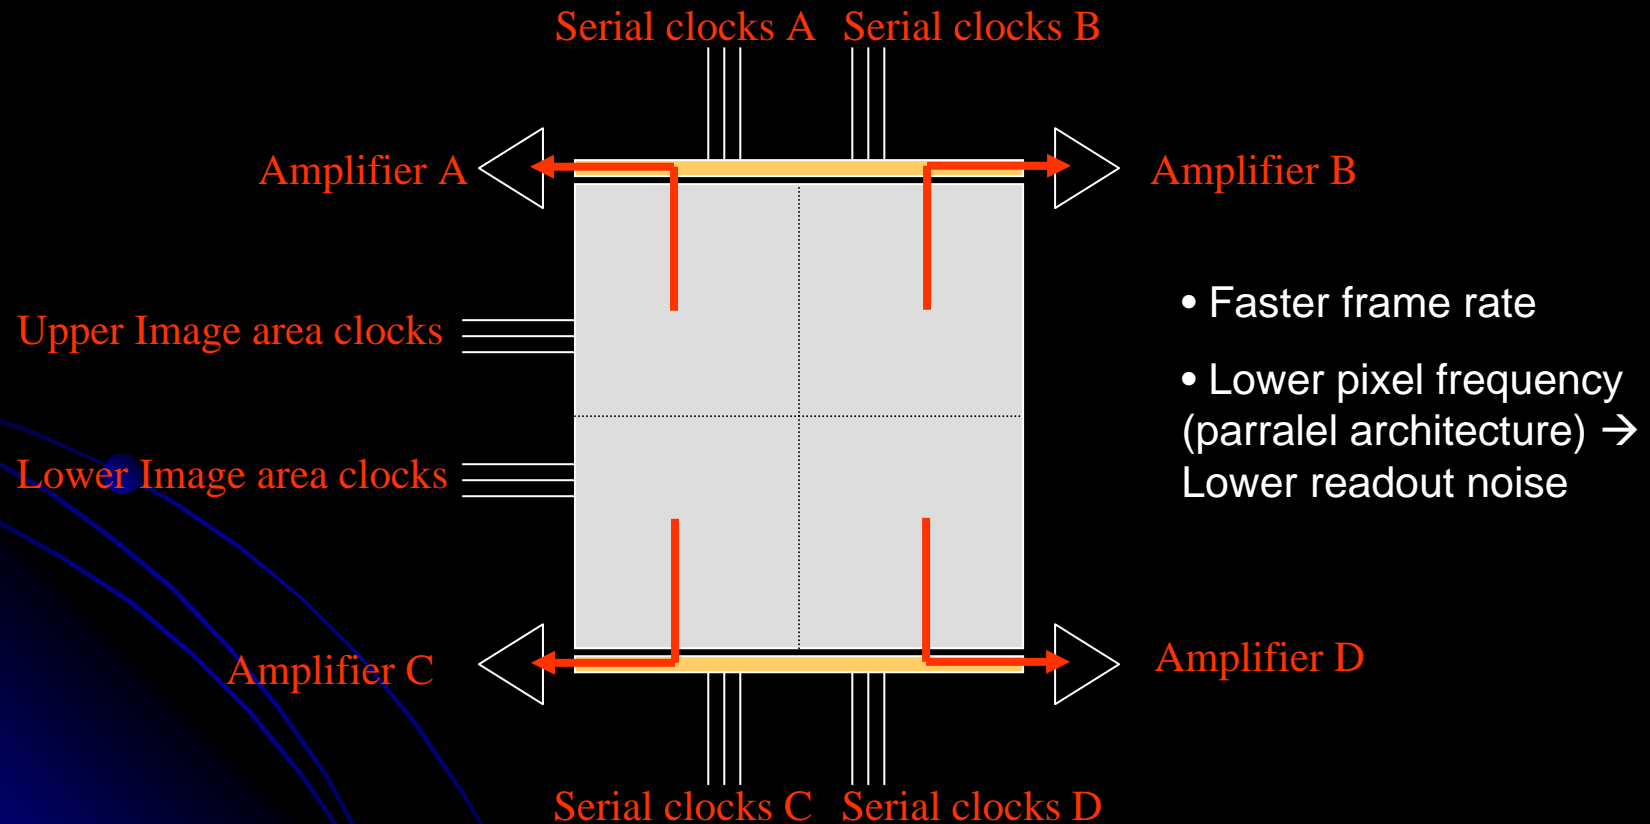 Serial clocks A
Serial clocks B
Amplifier A
Amplifier B
Upper Image area clocks
Lower Image area clocks
• Faster frame rate
• Lower pixel frequency
(parralel architecture) →
Lower readout noise
Amplifier C
Amplifier D
Serial clocks C
Serial clocks D